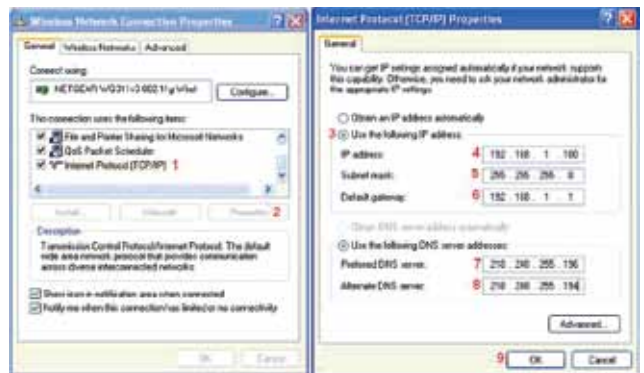 Wireless Network Connection Properties
General Wireless Networks Advanced
Connect using:
NETGEAR WG311v3 802.11g Wirel
Configure...
This connection uses the following items:
File and Printer Sharing for Microsoft Networks
QoS Packet Scheduler
Internet Protocol (TCP/IP) 1
Install... Uninstall Properties 2
Description
Transmission Control Protocol/Internet Protocol. The default
wide area network protocol that provides communication
across diverse interconnected networks.
Show icon in notification area when connected
Notify me when this connection has limited or no connectivity
OK Cancel
Internet Protocol (TCP/IP) Properties
General
You can get IP settings assigned automatically if your network supports
this capability. Otherwise, you need to ask your network administrator for
the appropriate IP settings.
Obtain an IP address automatically
3 Use the following IP address:
IP address: 4 192 . 168 . 1 . 100
Subnet mask: 5 255 . 255 . 255 . 0
Default gateway: 6 192 . 168 . 1 . 1
Obtain DNS server address automatically
Use the following DNS server addresses:
Preferred DNS server: 7 255
Alternate DNS server: 8 255
Advanced...
9 OK Cancel